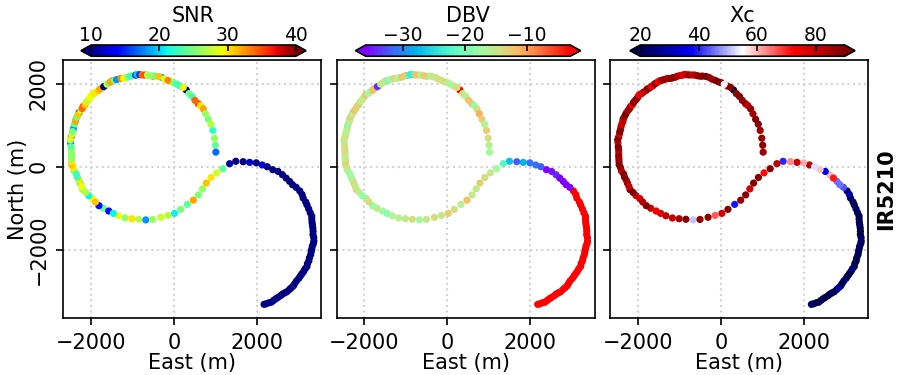 SNR DBV Xc
10 20 30 40 −30 −20 −10 20 40 60 80
2000
0
−2000
North (m)
−2000 0 2000 −2000 0 2000 −2000 0 2000
East (m) East (m) East (m)
IR5210